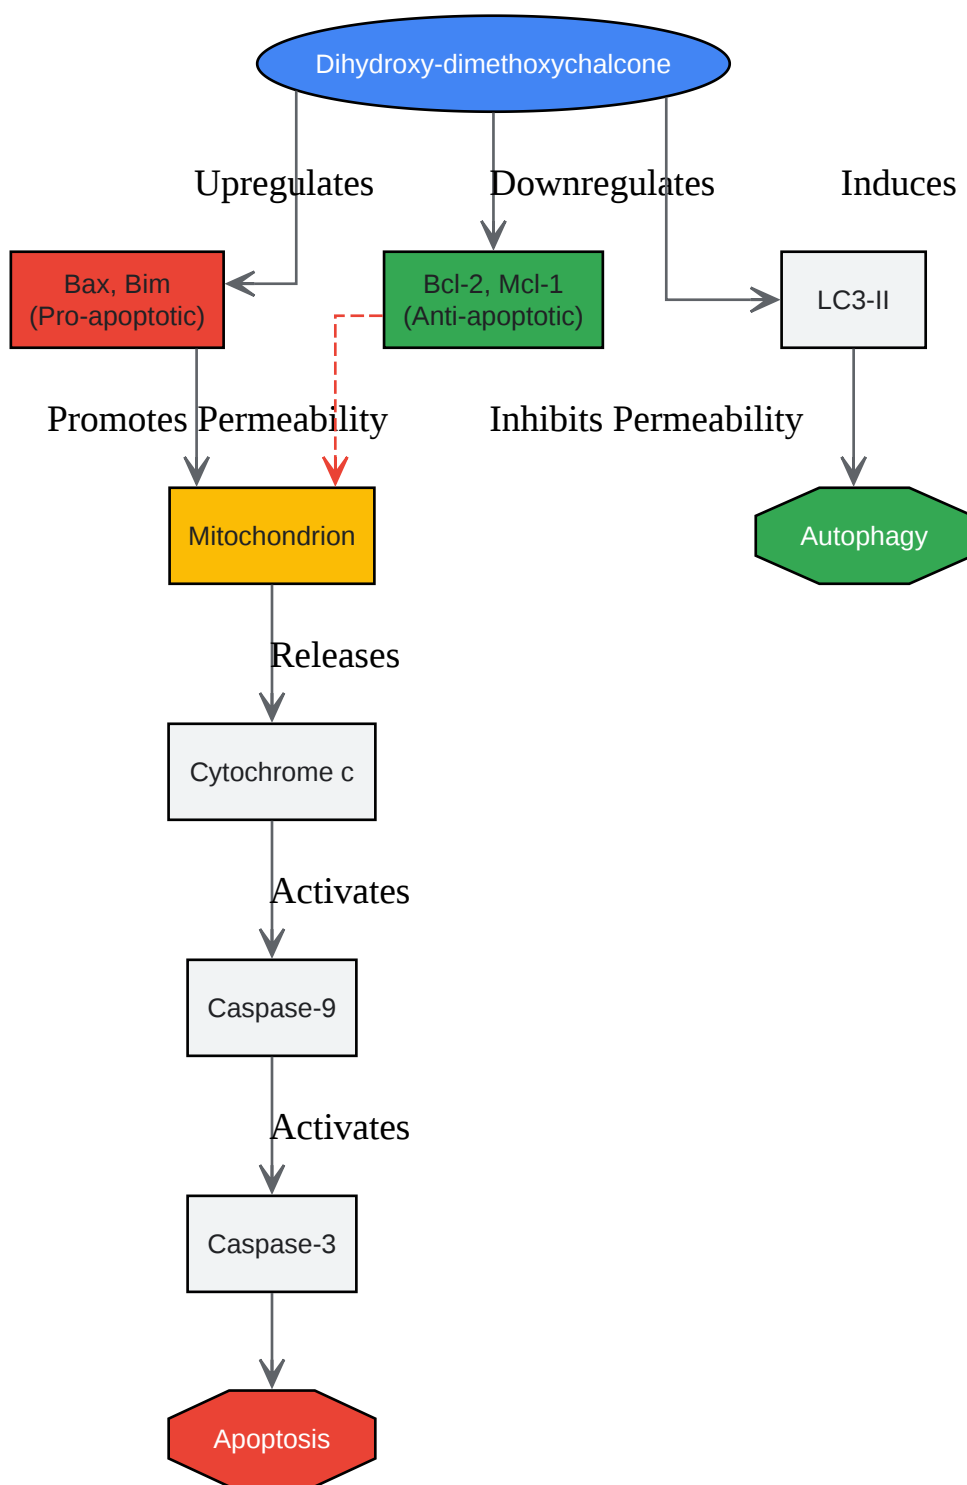 Dihydroxy-dimethoxychalcone
Upregulates
Downregulates
Induces
Bax, Bim
(Pro-apoptotic)
Bcl-2, Mcl-1
(Anti-apoptotic)
LC3-II
Promotes Permeability
Inhibits Permeability
Mitochondrion
Autophagy
Releases
Cytochrome c
Activates
Caspase-9
Activates
Caspase-3
Apoptosis